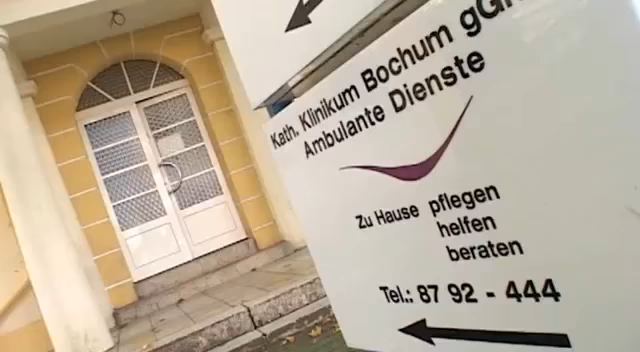 Kath. Klinikum Bochum
Ambulante Dienste
Zu Hause pflegen
helfen
beraten
Tel.: 87 92 - 444